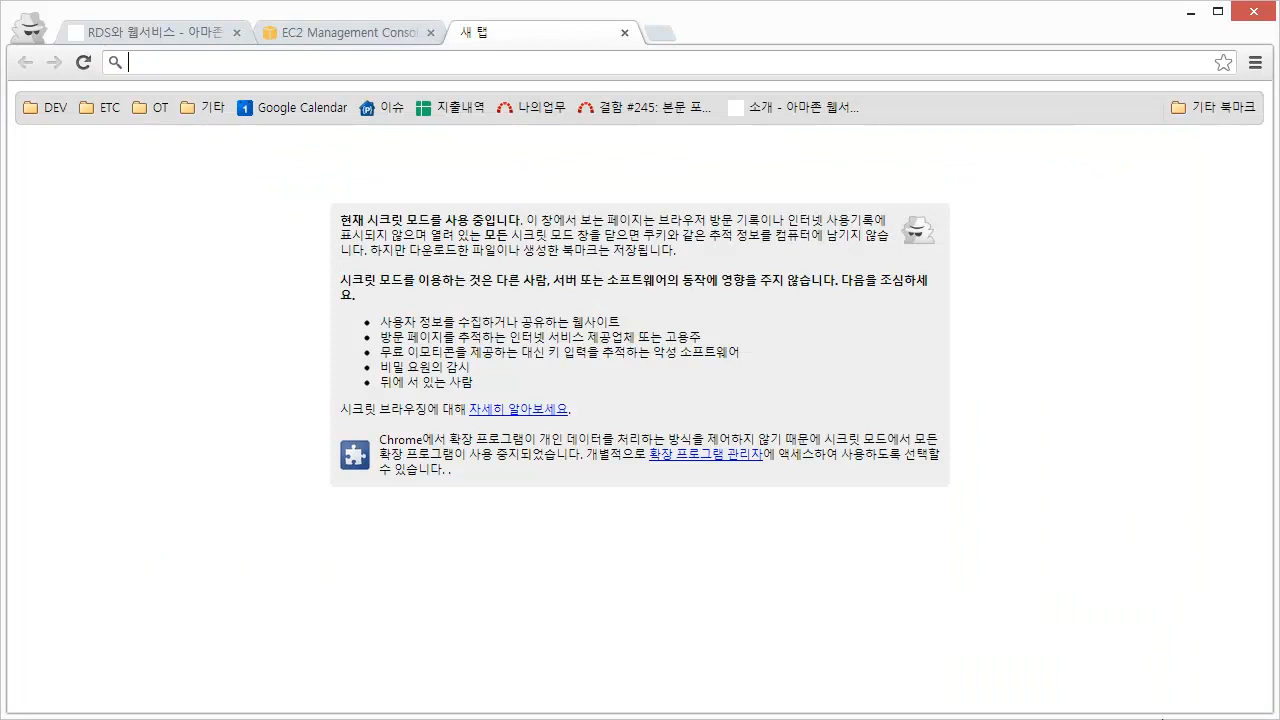 RDS와 웹서비스 - 아마존
EC2 Management Conso
새 탭
DEV
ETC
OT
기타
1
Google Calendar
이슈
지출내역
나의업무
결함 #245: 본문 포...
소개 - 아마존 웹서...
기타 북마크
현재 시크릿 모드를 사용 중입니다. 이 창에서 보는 페이지는 브라우저 방문 기록이나 인터넷 사용기록에
표시되지 않으며 열려 있는 모든 시크릿 모드 창을 닫으면 쿠키와 같은 추적 정보를 컴퓨터에 남기지 않습
니다. 하지만 다운로드한 파일이나 생성한 북마크는 저장됩니다.
시크릿 모드를 이용하는 것은 다른 사람, 서버 또는 소프트웨어의 동작에 영향을 주지 않습니다. 다음을 조심하세
요.
사용자 정보를 수집하거나 공유하는 웹사이트
방문 페이지를 추적하는 인터넷 서비스 제공업체 또는 고용주
무료 이모티콘을 제공하는 대신 키 입력을 추적하는 악성 소프트웨어
비밀 요원의 감시
뒤에 서 있는 사람
시크릿 브라우징에 대해 자세히 알아보세요.
Chrome에서 확장 프로그램이 개인 데이터를 처리하는 방식을 제어하지 않기 때문에 시크릿 모드에서 모든
확장 프로그램이 사용 중지되었습니다. 개별적으로 확장 프로그램 관리자에 액세스하여 사용하도록 선택할
수 있습니다. .